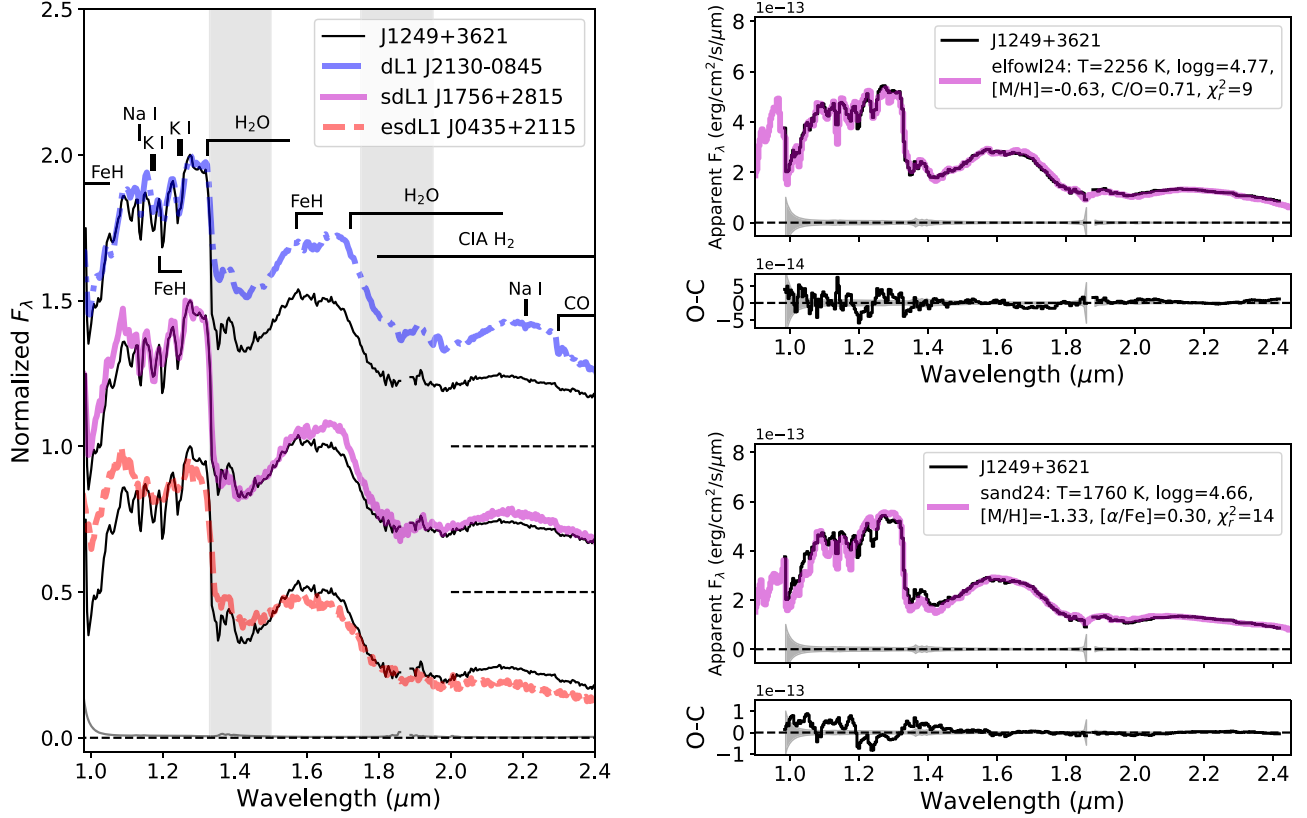 2.5
2.0
1.5
1.0
0.5
0.0
Normalized F_λ
J1249+3621
dL1 J2130-0845
sdL1 J1756+2815
esdL1 J0435+2115
Na I
K I
K I
H₂O
FeH
FeH
FeH
H₂O
CIA H₂
Na I
CO
1.0 1.2 1.4 1.6 1.8 2.0 2.2 2.4
Wavelength (μm)
1e−13
8
6
4
2
0
Apparent F_λ (erg/cm²/s/μm)
J1249+3621
elfowl24: T=2256 K, logg=4.77,
[M/H]=-0.63, C/O=0.71, χ²_r=9
1e−14
5
0
−5
O-C
1.0 1.2 1.4 1.6 1.8 2.0 2.2 2.4
Wavelength (μm)
1e−13
8
6
4
2
0
Apparent F_λ (erg/cm²/s/μm)
J1249+3621
sand24: T=1760 K, logg=4.66,
[M/H]=-1.33, [α/Fe]=0.30, χ²_r=14
1e−13
1
0
−1
O-C
1.0 1.2 1.4 1.6 1.8 2.0 2.2 2.4
Wavelength (μm)